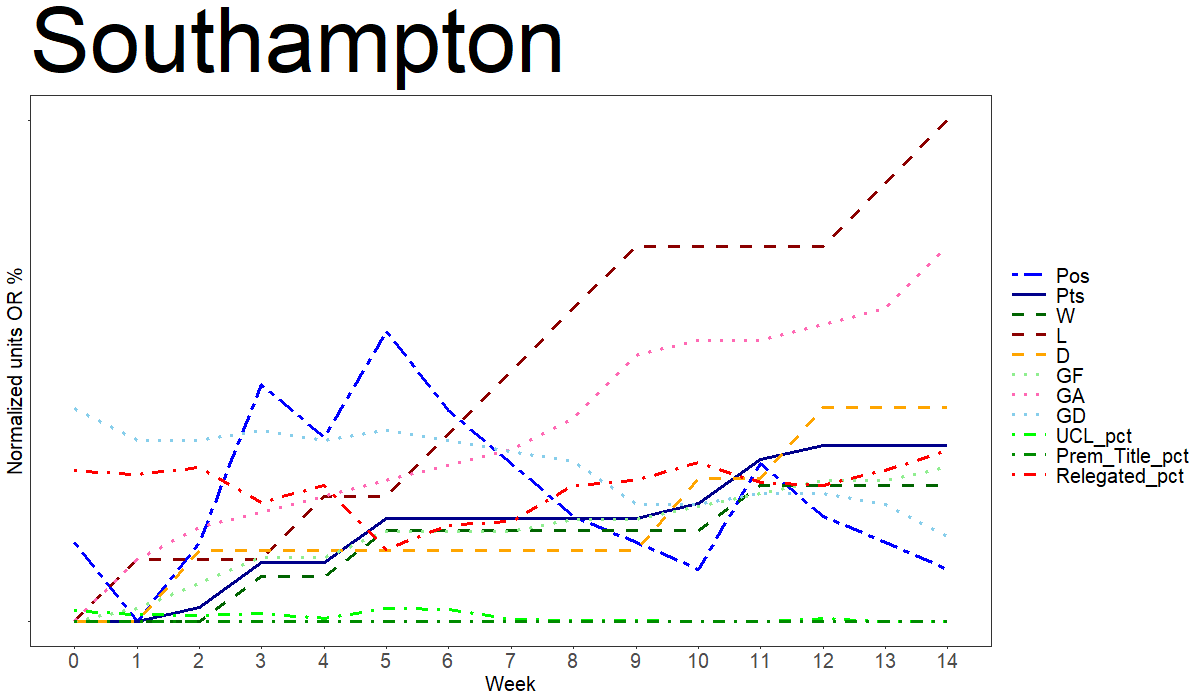 Southampton
Normalized units OR %
Pos
Pts
W
L
D
GF
GA
GD
UCL_pct
Prem_Title_pct
Relegated_pct
0 1 2 3 4 5 6 7 8 9 10 11 12 13 14
Week